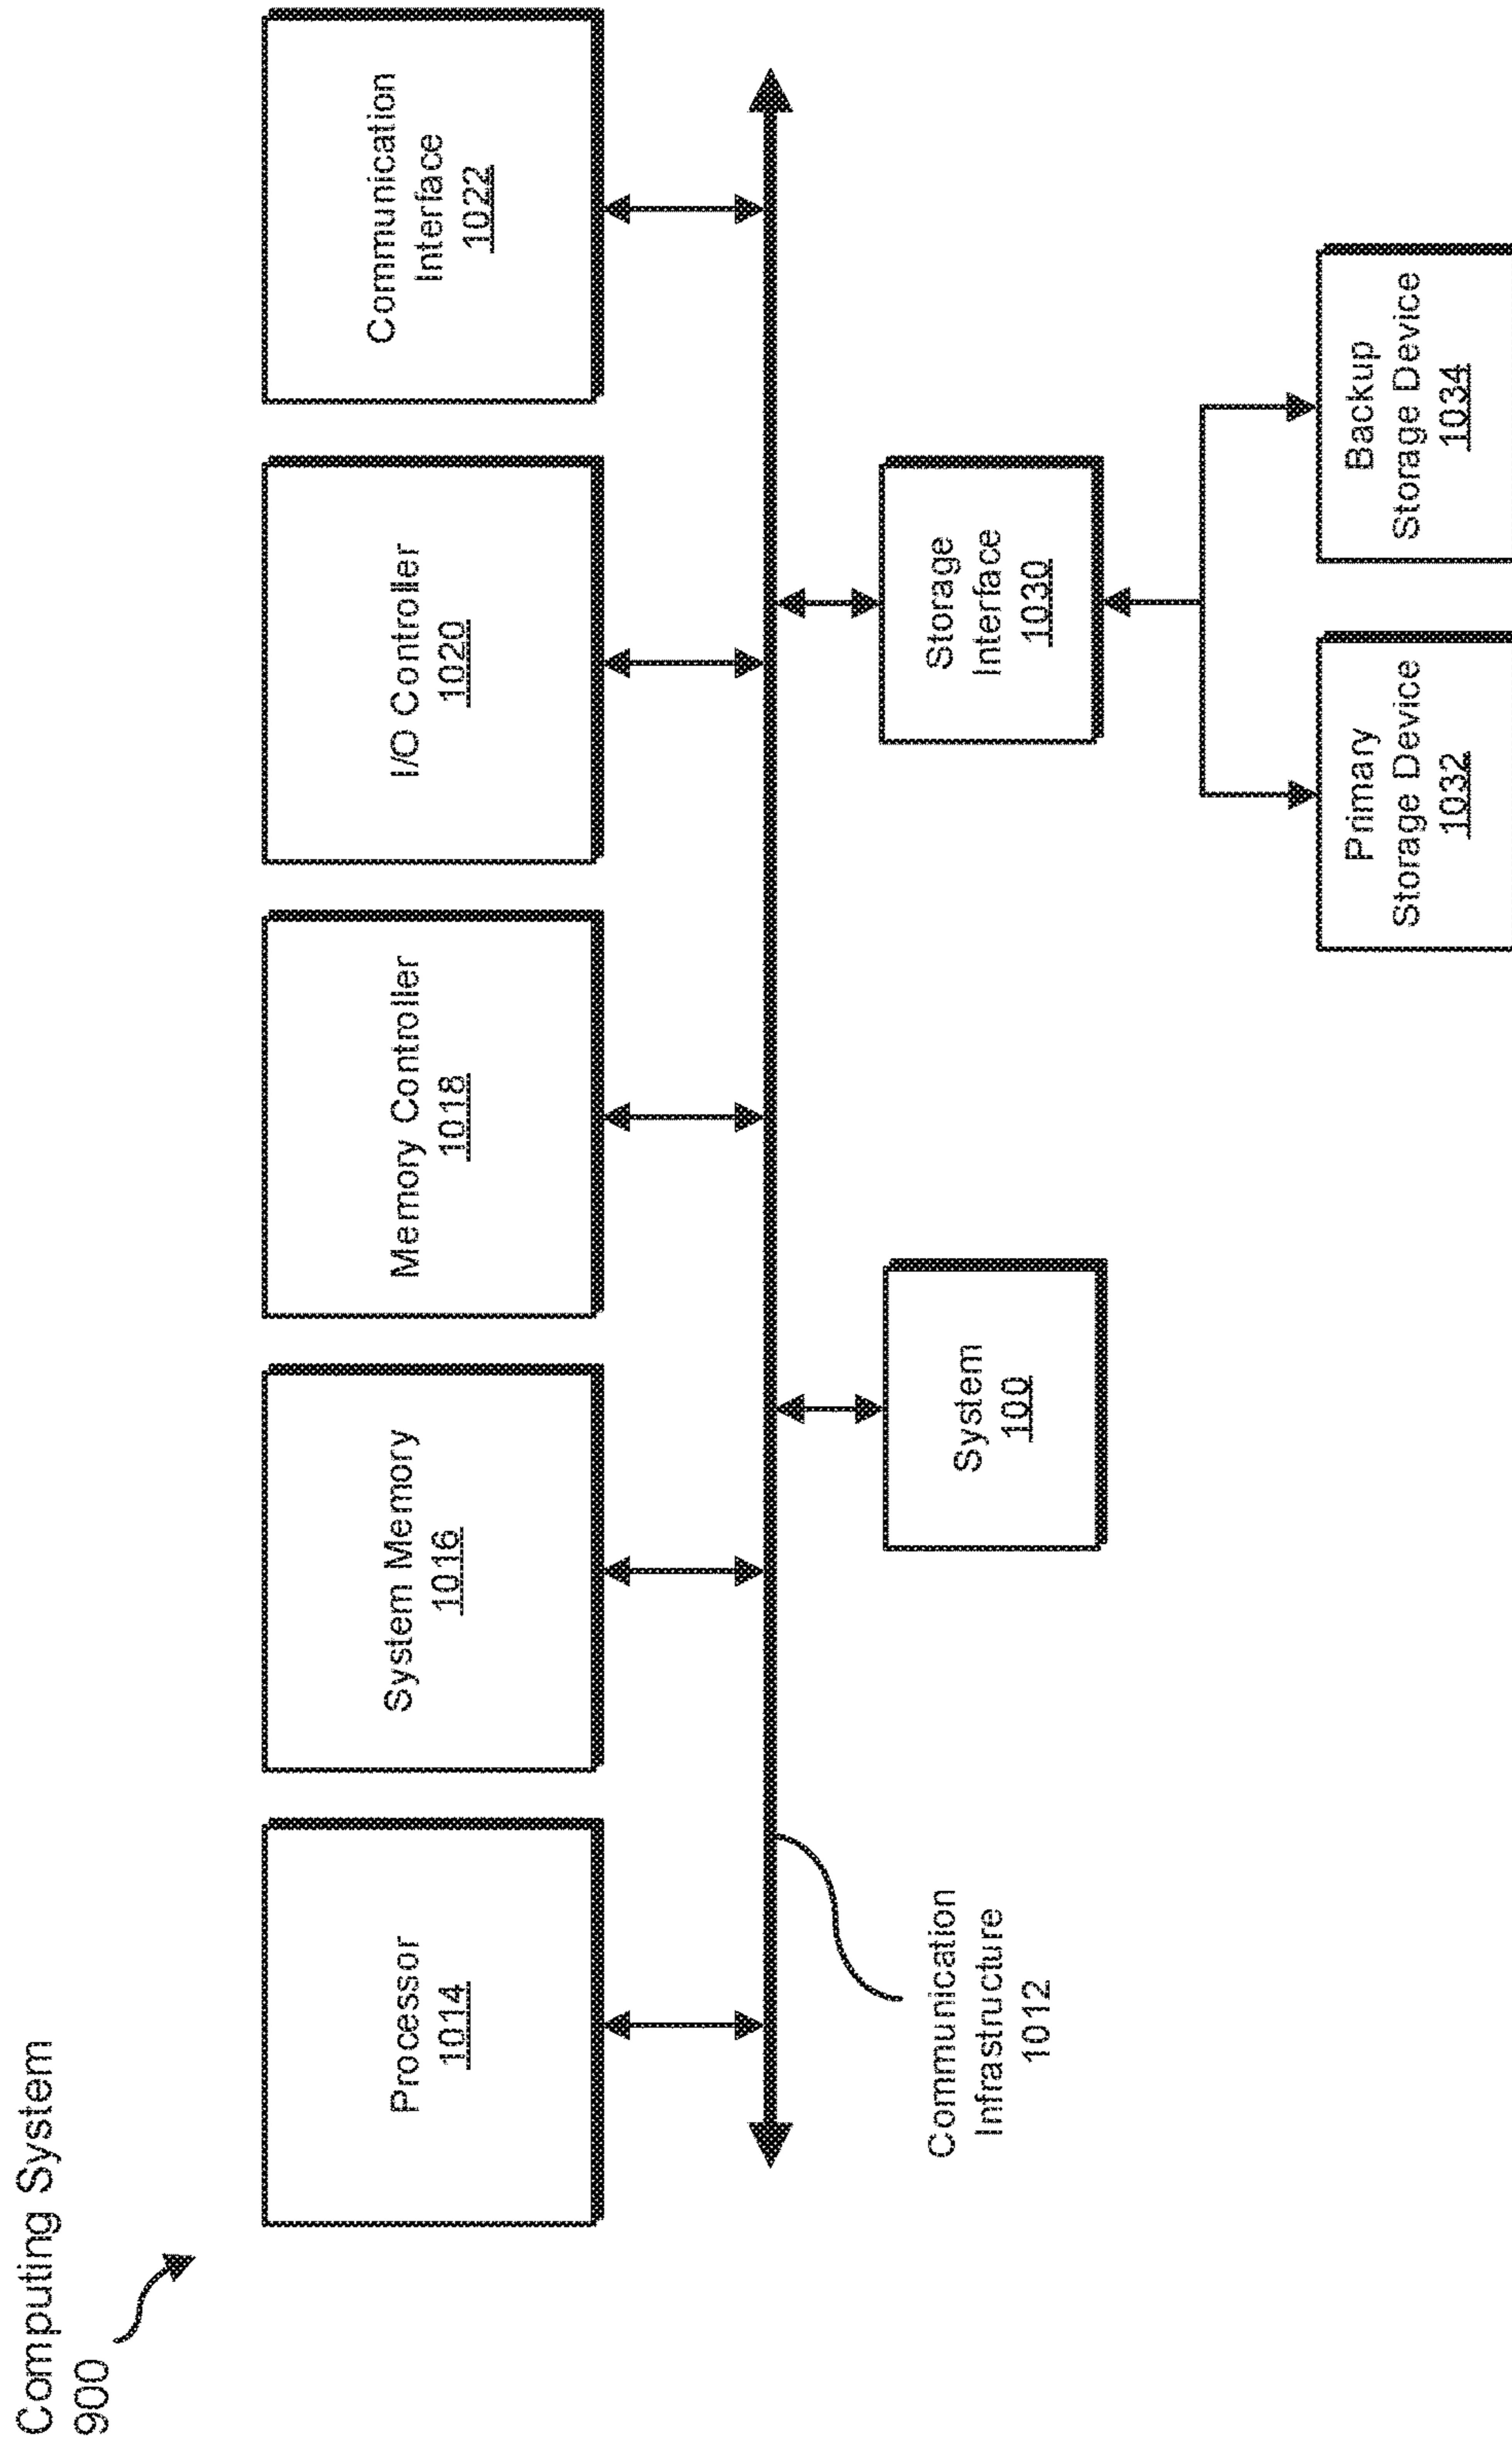 Computing System
900
Processor
1014
System Memory
1016
Memory Controller
1018
I/O Controller
1020
Communication
Interface
1022
Communication
Infrastructure
1012
System
100
Storage
Interface
1030
Primary
Storage Device
1032
Backup
Storage Device
1034